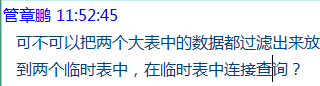 管章鹏 11:52:45
可不可以把两个大表中的数据都过滤出来放
到两个临时表中，在临时表中连接查询？